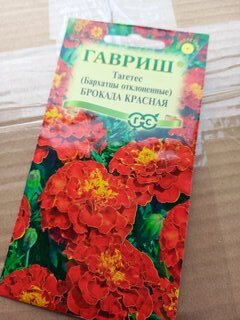 ГАВРИШ
Тагетес
(Бархатцы отклоненные)
БРОКАДА КРАСНАЯ